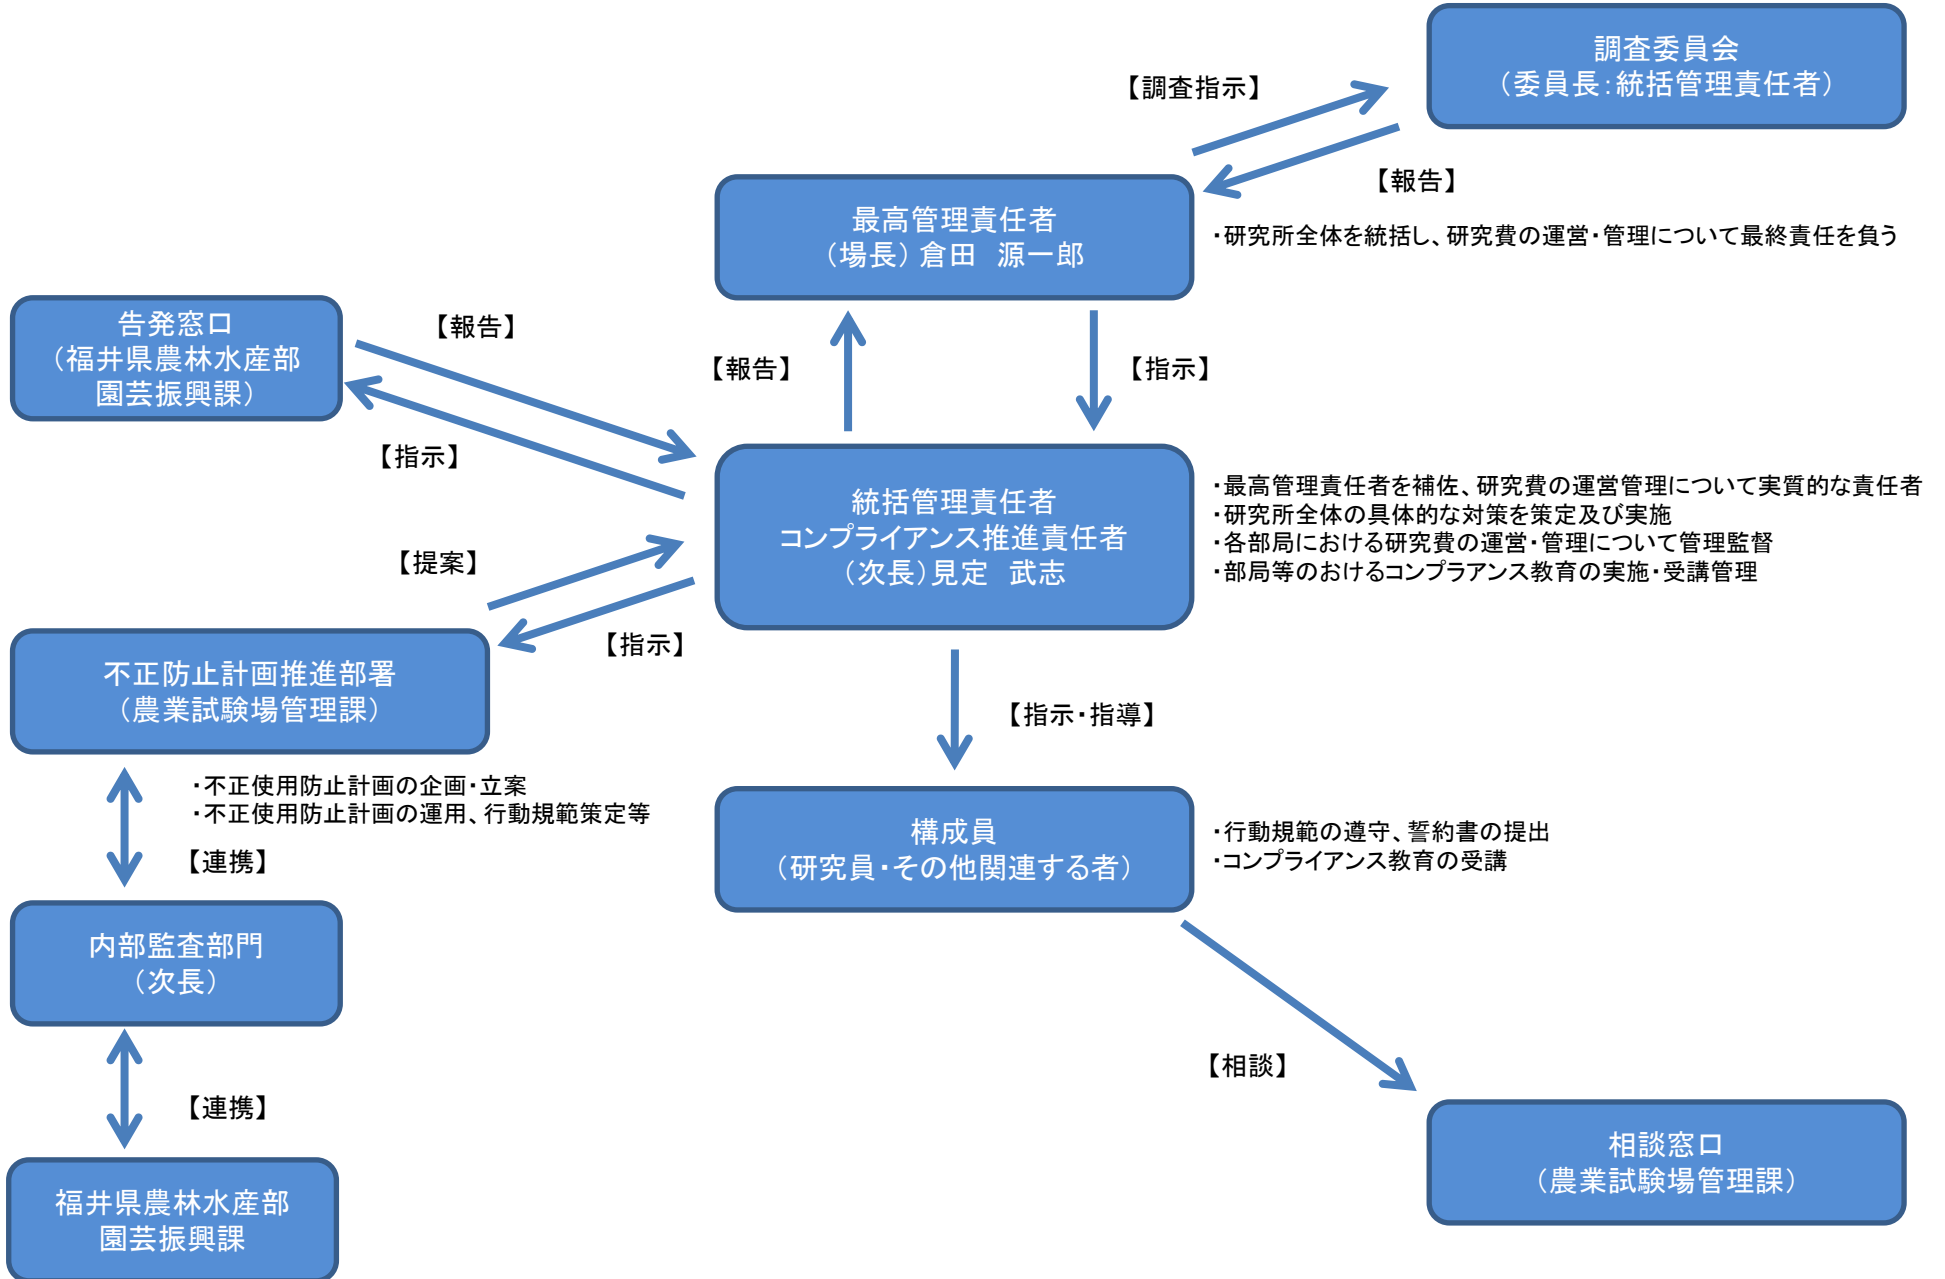 調査委員会
（委員長：統括管理責任者）
【調査指示】
【報告】
最高管理責任者
（場長）倉田　源一郎
・研究所全体を統括し、研究費の運営・管理について最終責任を負う
告発窓口
（福井県農林水産部
園芸振興課）
【報告】
【指示】
【報告】
【指示】
統括管理責任者
コンプライアンス推進責任者
（次長）見定　武志
・最高管理責任者を補佐、研究費の運営管理について実質的な責任者
・研究所全体の具体的な対策を策定及び実施
・各部局における研究費の運営・管理について管理監督
・部局等のおけるコンプラアンス教育の実施・受講管理
【提案】
【指示】
不正防止計画推進部署
（農業試験場管理課）
・不正使用防止計画の企画・立案
・不正使用防止計画の運用、行動規範策定等
【連携】
【指示・指導】
構成員
（研究員・その他関連する者）
・行動規範の遵守、誓約書の提出
・コンプライアンス教育の受講
内部監査部門
（次長）
【連携】
福井県農林水産部
園芸振興課
【相談】
相談窓口
（農業試験場管理課）